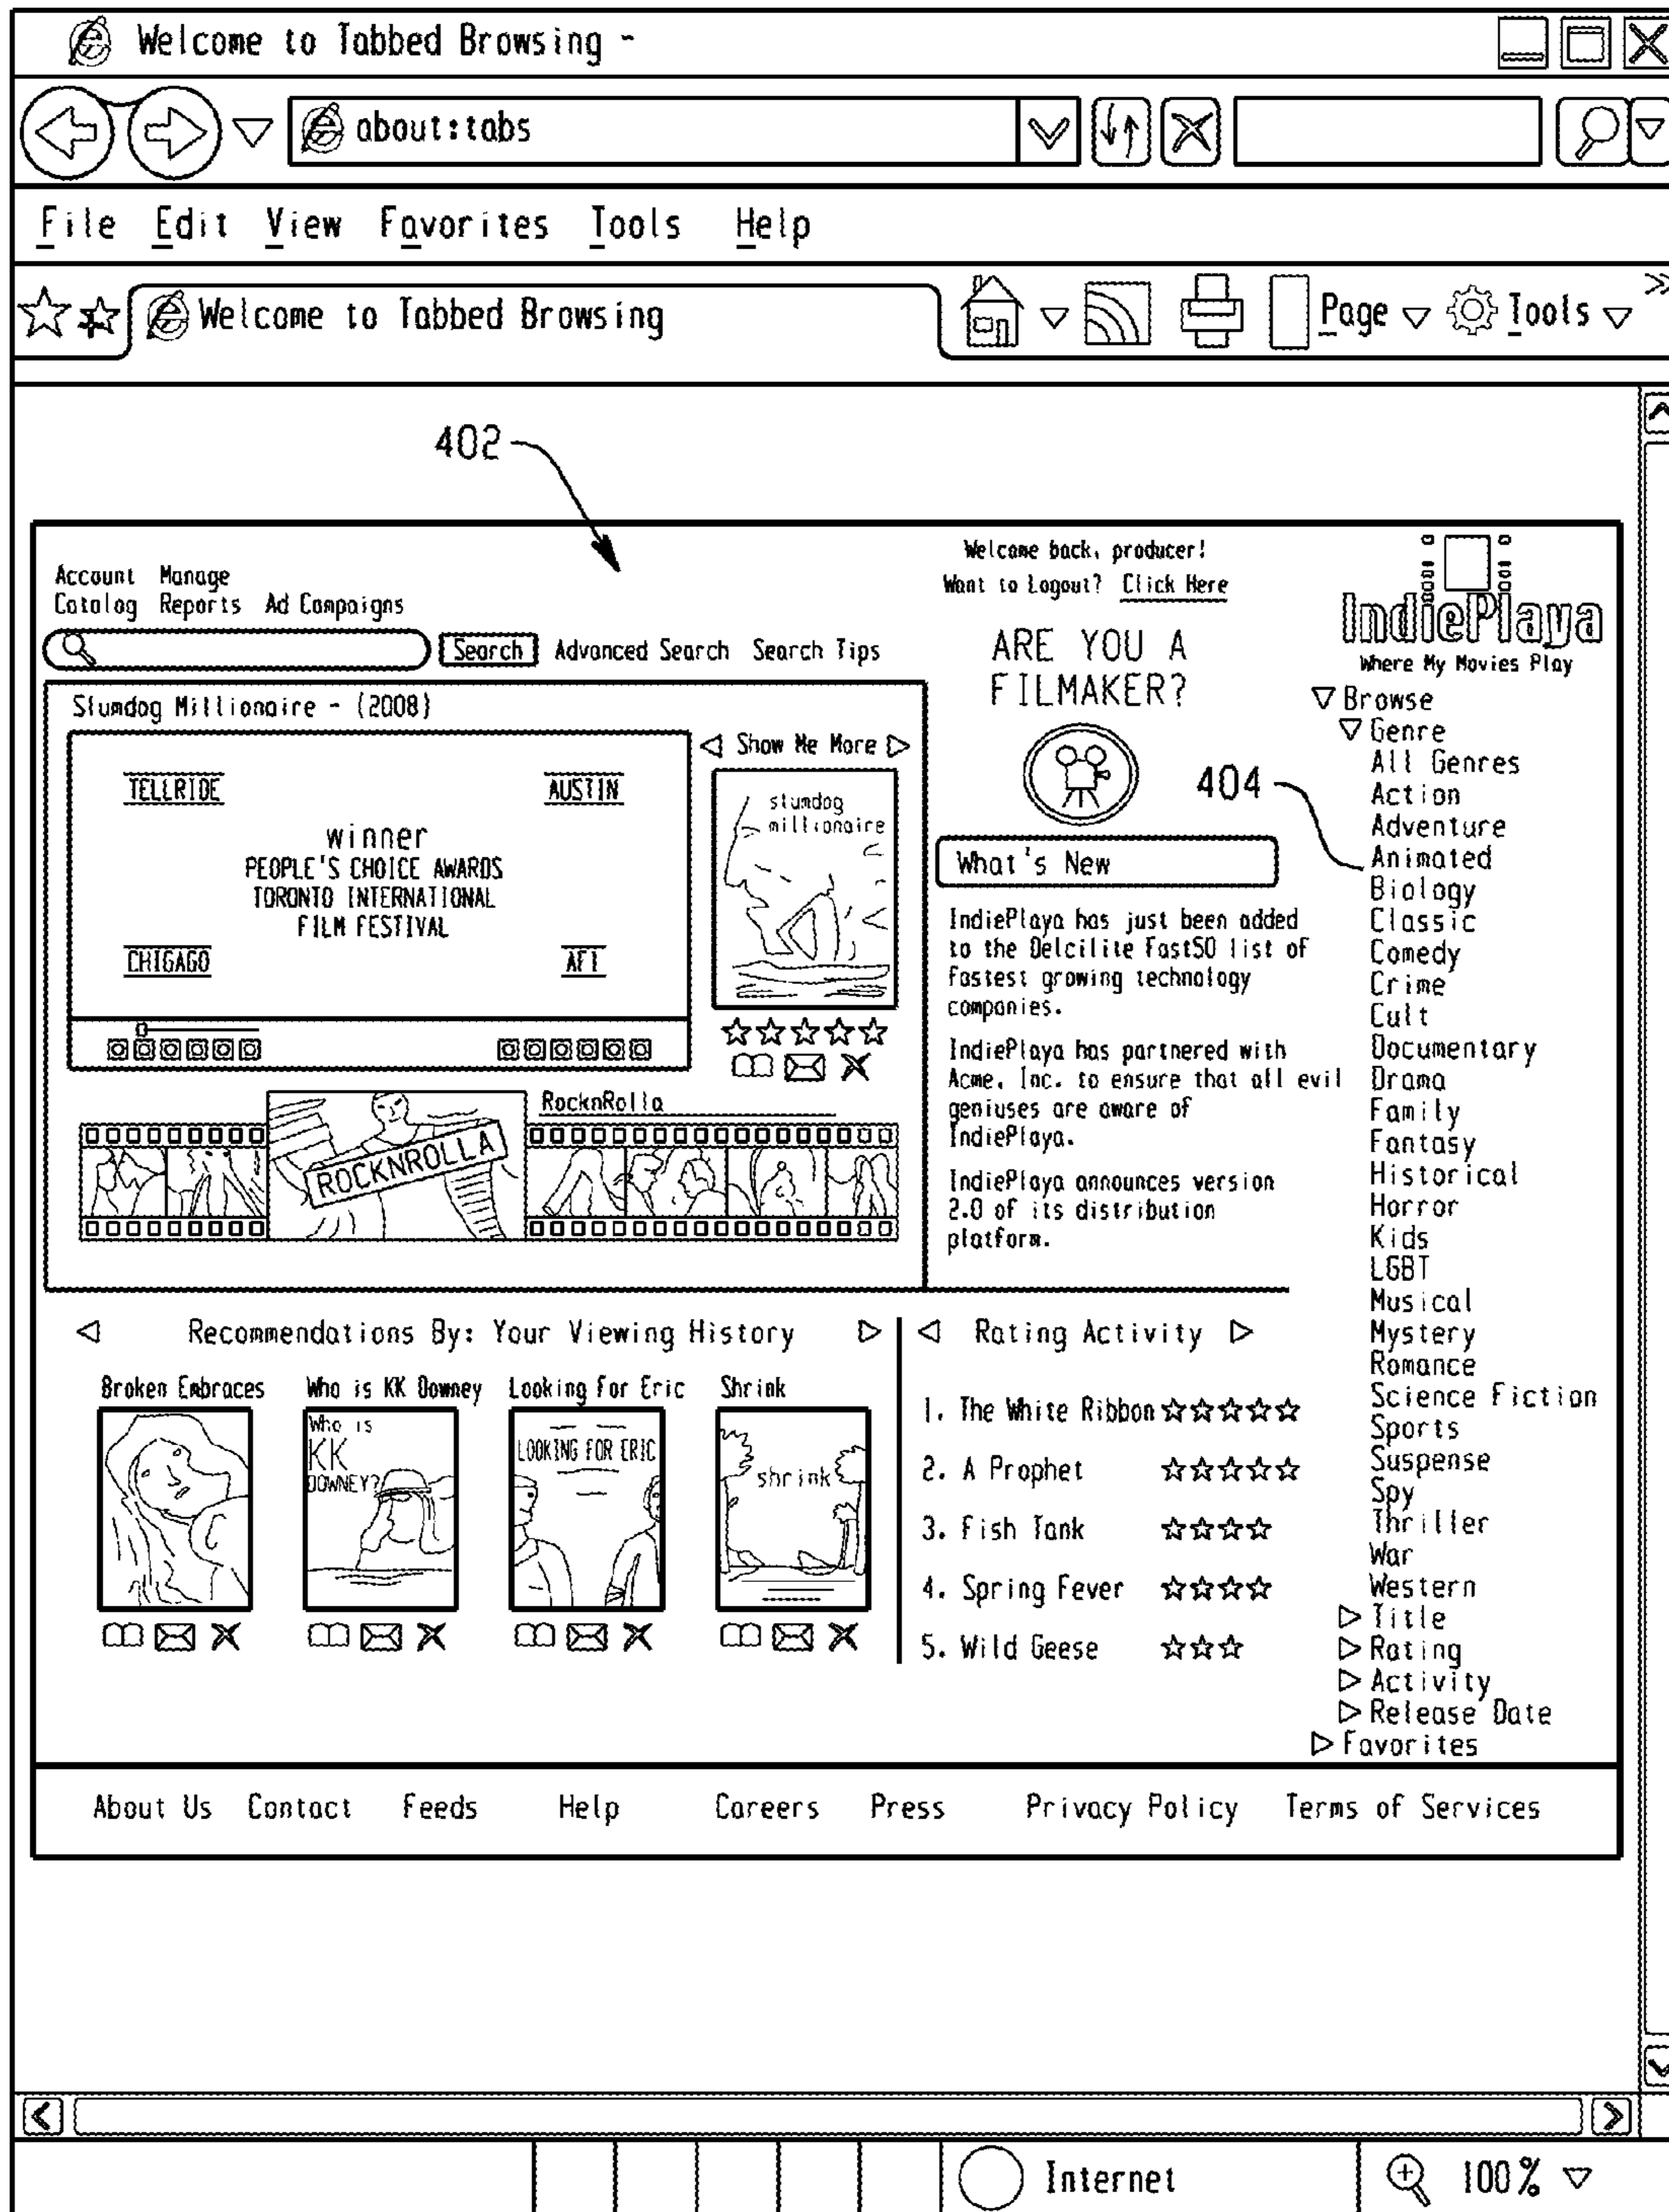 Welcome to Tabbed Browsing -
about:tabs
File Edit View Favorites Tools Help
Welcome to Tabbed Browsing
Page Tools
402
Account Manage
Catalog Reports Ad Campaigns
Search Advanced Search Search Tips
Slumdog Millionaire - (2008)
TELLRIDE AUSTIN
winner
PEOPLE'S CHOICE AWARDS
TORONTO INTERNATIONAL
FILM FESTIVAL
CHIGAGO AFI
Show Me More
slumdog
millionaire
RocknRolla
ROCKNROLLA
Welcome back, producer!
Want to Logout? Click Here
ARE YOU A
FILMAKER?
What's New
IndiePlaya has just been added
to the Delcilite Fast50 list of
fastest growing technology
companies.
IndiePlaya has partnered with
Acme, Inc. to ensure that all evil
geniuses are aware of
IndiePlaya.
IndiePlaya announces version
2.0 of its distribution
platform.
IndiePlaya
Where My Movies Play
404
Browse
Genre
All Genres
Action
Adventure
Animated
Biology
Classic
Comedy
Crime
Cult
Documentary
Drama
Family
Fantasy
Historical
Horror
Kids
LGBT
Musical
Mystery
Romance
Science Fiction
Sports
Suspense
Spy
Thriller
War
Western
Title
Rating
Activity
Release Date
Favorites
Recommendations By: Your Viewing History
Broken Embraces Who is KK Downey Looking For Eric Shrink
Who is
KK
DOWNEY?
LOOKING FOR ERIC
shrink
Rating Activity
1. The White Ribbon
2. A Prophet
3. Fish Tank
4. Spring Fever
5. Wild Geese
About Us Contact Feeds Help Careers Press Privacy Policy Terms of Services
Internet 100%